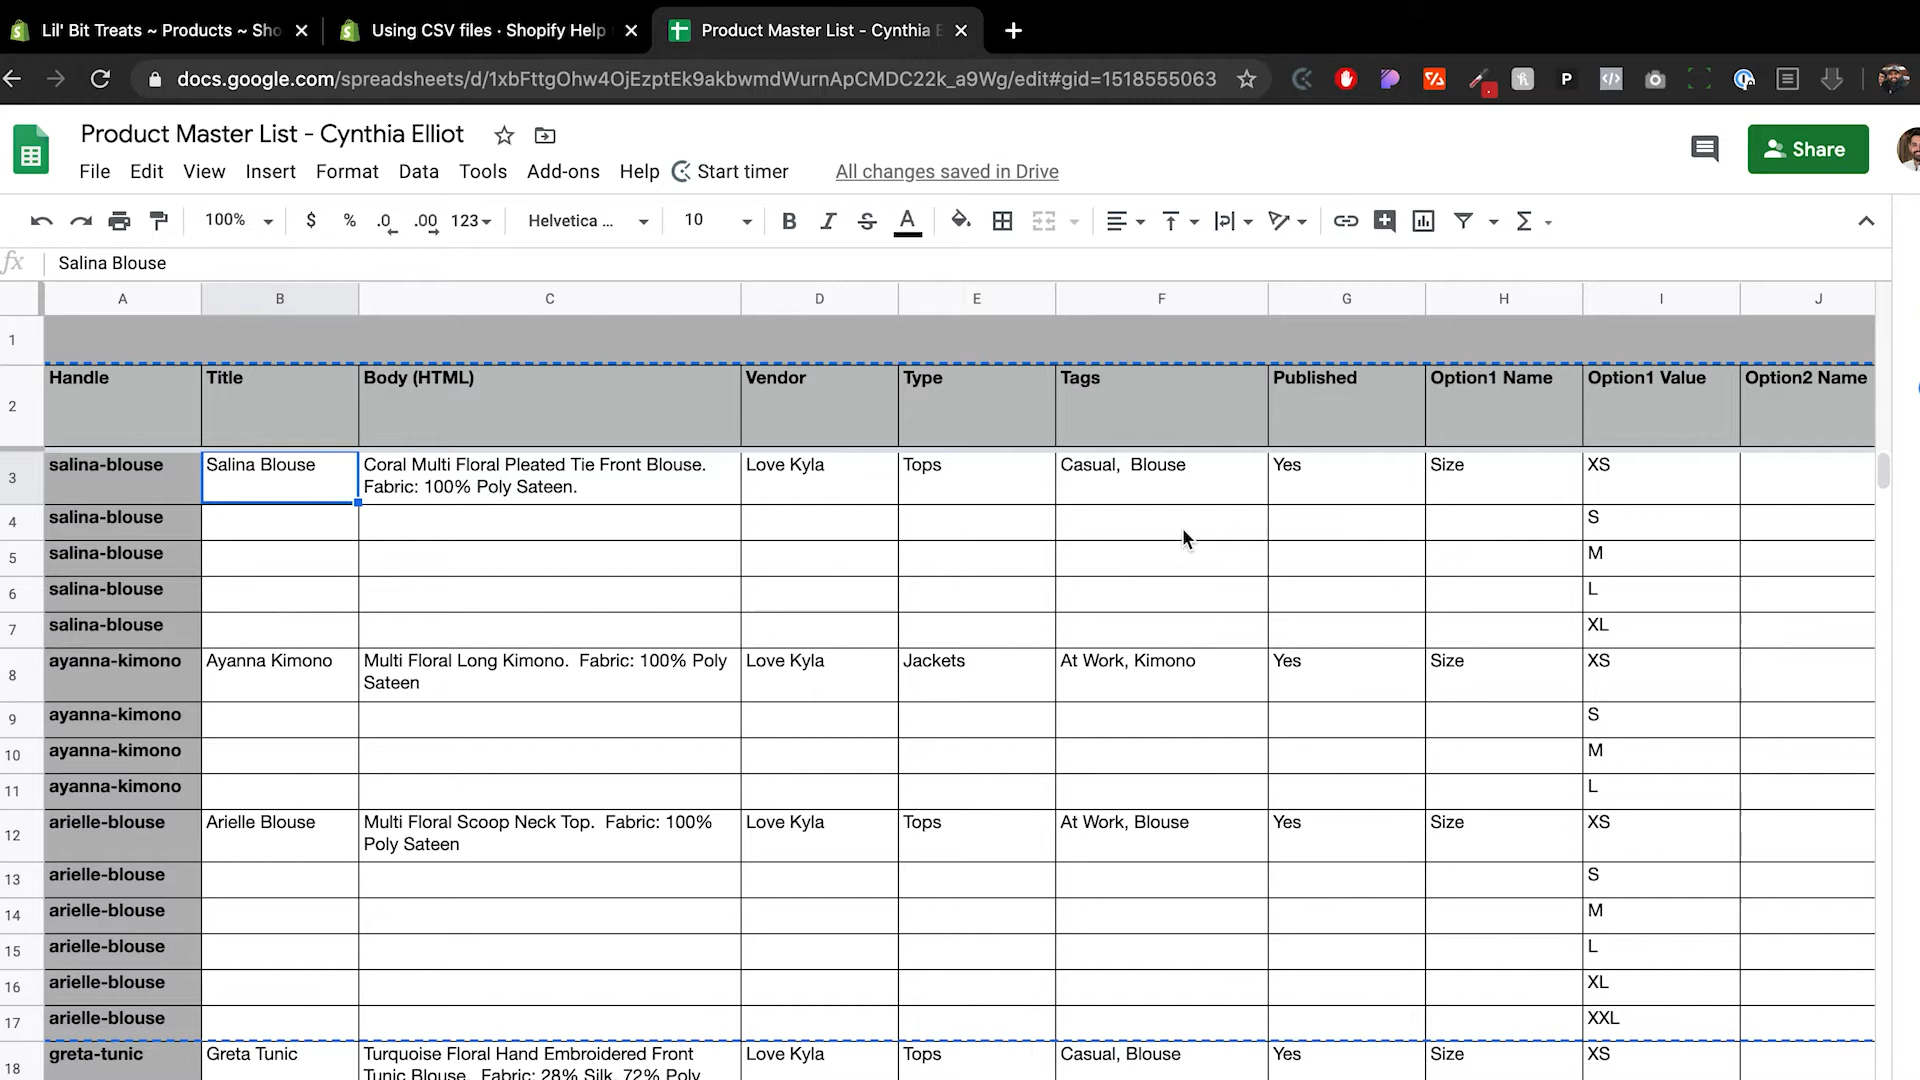 Lil' Bit Treats ~ Products ~ Sho
Using CSV files · Shopify Help
Product Master List - Cynthia E
docs.google.com/spreadsheets/d/1xbFttgOhw4OjEzptEk9akbwmdWurnApCMDC22k_a9Wg/edit#gid=1518555063
Product Master List - Cynthia Elliot
Share
File Edit View Insert Format Data Tools Add-ons Help Start timer All changes saved in Drive
100% $ % .0 .00 123 Helvetica ... 10 B I S A
fx Salina Blouse
A B C D E F G H I J
1
2 Handle Title Body (HTML) Vendor Type Tags Published Option1 Name Option1 Value Option2 Name
3 salina-blouse Salina Blouse Coral Multi Floral Pleated Tie Front Blouse. Love Kyla Tops Casual, Blouse Yes Size XS
Fabric: 100% Poly Sateen.
4 salina-blouse S
5 salina-blouse M
6 salina-blouse L
7 salina-blouse XL
8 ayanna-kimono Ayanna Kimono Multi Floral Long Kimono. Fabric: 100% Poly Love Kyla Jackets At Work, Kimono Yes Size XS
Sateen
9 ayanna-kimono S
10 ayanna-kimono M
11 ayanna-kimono L
12 arielle-blouse Arielle Blouse Multi Floral Scoop Neck Top. Fabric: 100% Love Kyla Tops At Work, Blouse Yes Size XS
Poly Sateen
13 arielle-blouse S
14 arielle-blouse M
15 arielle-blouse L
16 arielle-blouse XL
17 arielle-blouse XXL
18 greta-tunic Greta Tunic Turquoise Floral Hand Embroidered Front Love Kyla Tops Casual, Blouse Yes Size XS
Tunic Blouse. Fabric: 28% Silk, 72% Poly